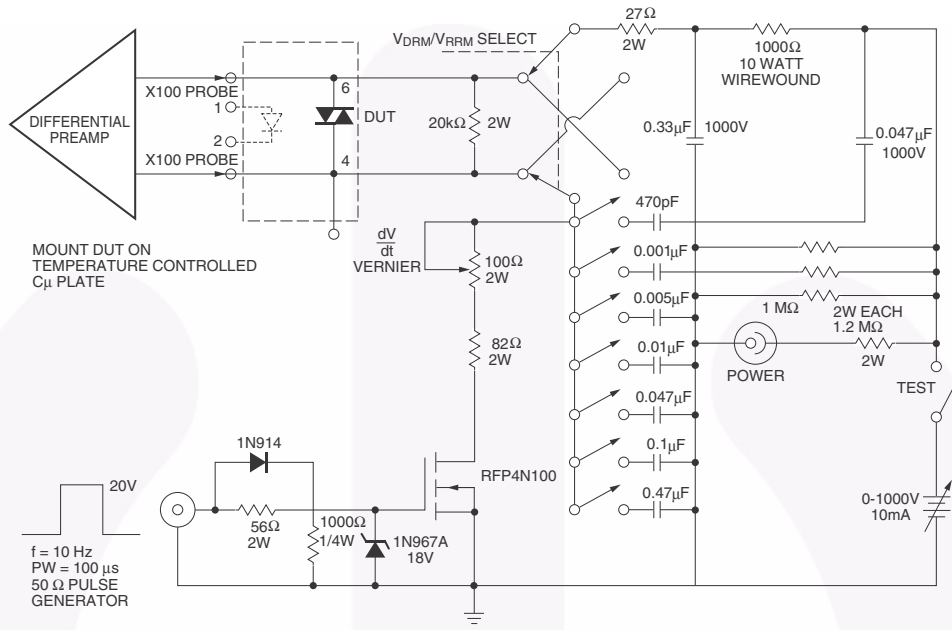 27Ω
2W
VDRM/VRRM SELECT
1000Ω
10 WATT
WIREWOUND
X100 PROBE
6
1
DIFFERENTIAL
PREAMP
DUT
20kΩ
2W
0.33μF
1000V
0.047μF
1000V
2
X100 PROBE
4
470pF
MOUNT DUT ON
TEMPERATURE CONTROLLED
Cμ PLATE
dV
dt
VERNIER
100Ω
2W
0.001μF
0.005μF
1 MΩ
2W EACH
1.2 MΩ
2W
82Ω
2W
0.01μF
POWER
TEST
0.047μF
1N914
RFP4N100
0.1μF
20V
0.47μF
0-1000V
10mA
56Ω
2W
1000Ω
1/4W
1N967A
18V
f = 10 Hz
PW = 100 μs
50 Ω PULSE
GENERATOR